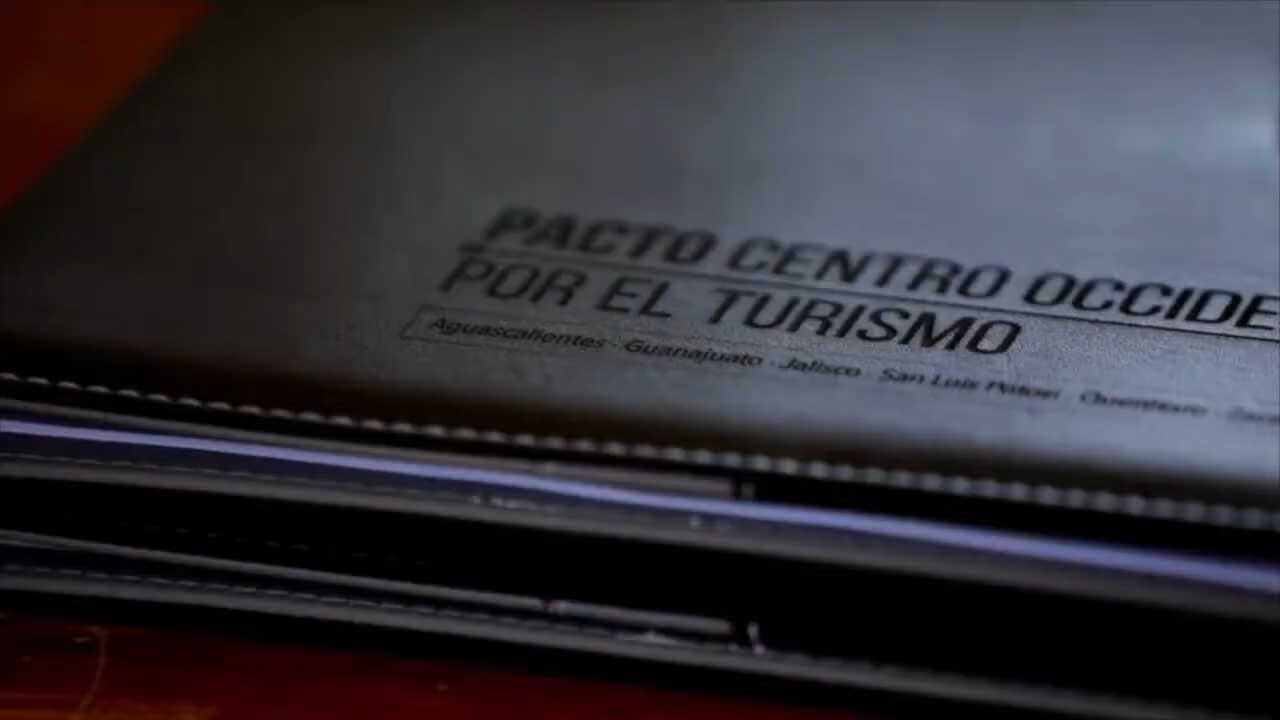 PACTO CENTRO OCCIDE
POR EL TURISMO
Aguascalientes - Guanajuato - Jalisco San Luis Potosí